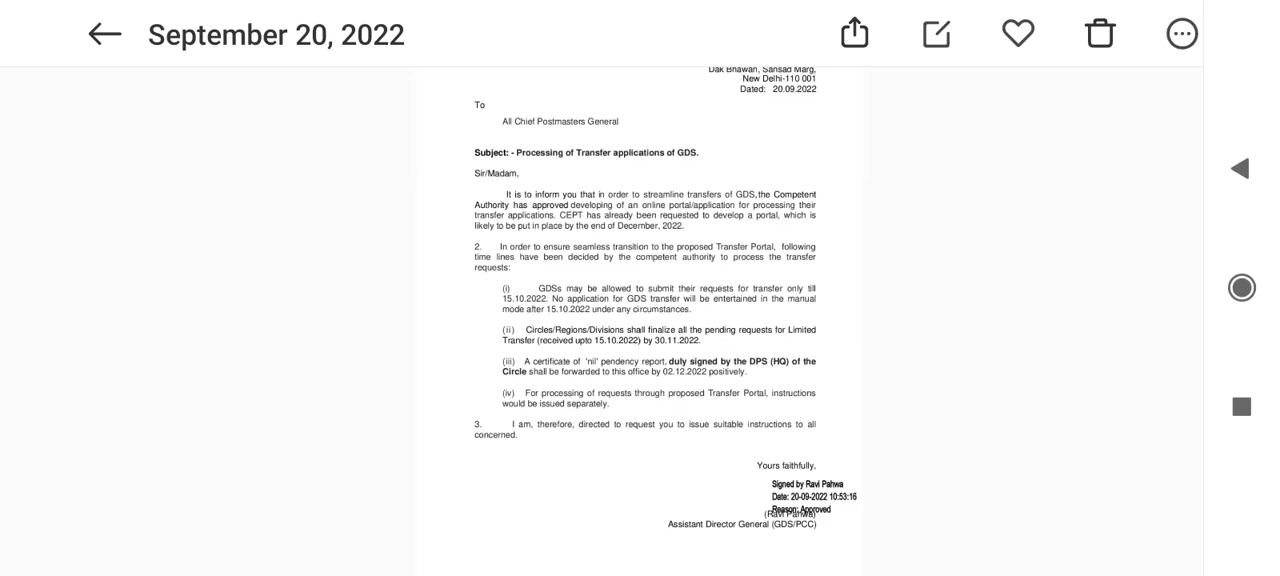 September 20, 2022
Dak Bhawan, Sansad Marg,
New Delhi-110 001
Dated: 20.09.2022
To
All Chief Postmasters General
Subject: - Processing of Transfer applications of GDS.
Sir/Madam,
It is to inform you that in order to streamline transfers of GDS,the Competent
Authority has approved developing of an online portal/application for processing their
transfer applications. CEPT has already been requested to develop a portal, which is
likely to be put in place by the end of December, 2022.
2. In order to ensure seamless transition to the proposed Transfer Portal, following
time lines have been decided by the competent authority to process the transfer
requests:
(i) GDSs may be allowed to submit their requests for transfer only till
15.10.2022. No application for GDS transfer will be entertained in the manual
mode after 15.10.2022 under any circumstances.
(ii) Circles/Regions/Divisions shall finalize all the pending requests for Limited
Transfer (received upto 15.10.2022) by 30.11.2022.
(iii) A certificate of 'nil' pendency report, duly signed by the DPS (HQ) of the
Circle shall be forwarded to this office by 02.12.2022 positively.
(iv) For processing of requests through proposed Transfer Portal, instructions
would be issued separately.
3. I am, therefore, directed to request you to issue suitable instructions to all
concerned.
Yours faithfully,
Signed by Ravi Pahwa
Date: 20-09-2022 10:53:16
Reason: Approved
(Ravi Pahwa)
Assistant Director General (GDS/PCC)